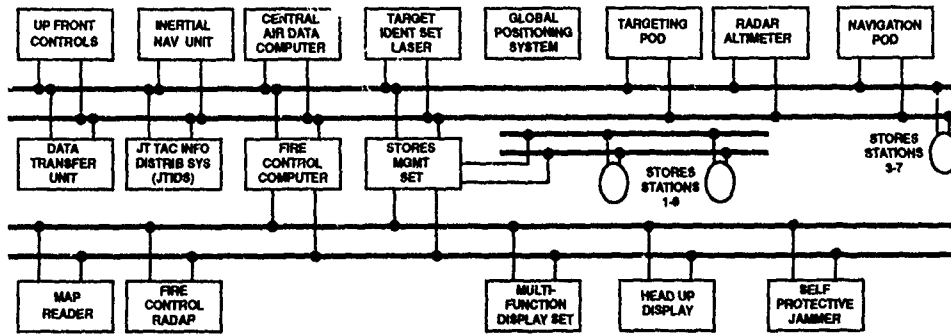 UP FRONT
CONTROLS
INERTIAL
NAV UNIT
CENTRAL
AIR DATA
COMPUTER
TARGET
IDENT SET
LASER
GLOBAL
POSITIONING
SYSTEM
TARGETING
POD
RADAR
ALTIMETER
NAVIGATION
POD
DATA
TRANSFER
UNIT
JT TAC INFO
DISTRIB SYS
(JTIDS)
FIRE
CONTROL
COMPUTER
STORES
MGMT
SET
STORES
STATIONS
1-9
STORES
STATIONS
3-7
MAP
READER
FIRE
CONTROL
RADAR
MULTI-
FUNCTION
DISPLAY SET
HEAD UP
DISPLAY
SELF
PROTECTIVE
JAMMER